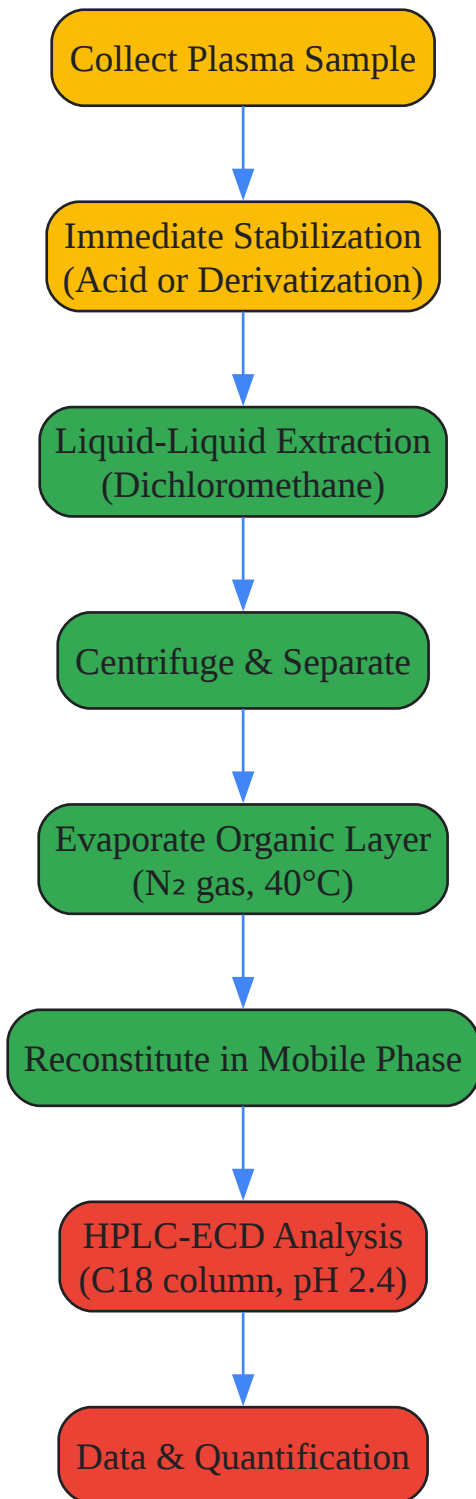 Collect Plasma Sample
Immediate Stabilization
(Acid or Derivatization)
Liquid-Liquid Extraction
(Dichloromethane)
Centrifuge & Separate
Evaporate Organic Layer
(N₂ gas, 40°C)
Reconstitute in Mobile Phase
HPLC-ECD Analysis
(C18 column, pH 2.4)
Data & Quantification